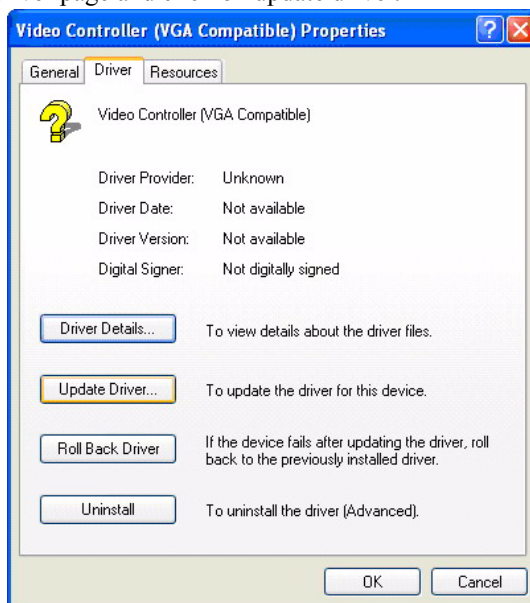 Video Controller (VGA Compatible) Properties
General Driver Resources
Video Controller (VGA Compatible)
Driver Provider: Unknown
Driver Date: Not available
Driver Version: Not available
Digital Signer: Not digitally signed
Driver Details... To view details about the driver files.
Update Driver... To update the driver for this device.
Roll Back Driver If the device fails after updating the driver, roll
back to the previously installed driver.
Uninstall To uninstall the driver (Advanced).
OK Cancel